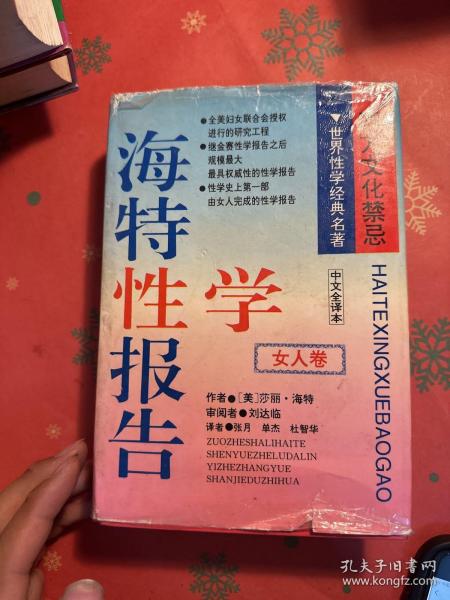 海特性学报告
●全美妇女联合会授权
进行的研究工程
●继金赛性学报告之后
规模最大
最具权威性的性学报告
●性学史上第一部
由女人完成的性学报告
▼世界性学经典名著
文化禁忌
中文全译本
HAITEXINGXUEBAOGAO
女人卷
作者●[美]莎丽·海特
审阅者●刘达临
译者●张月 单杰 杜智华
ZUOZHESHALIHAITE
SHENYUEZHELUDALIN
YIZHEZHANGYUE
SHANJIEDUZHIHUA
孔夫子旧书网
www.kongfz.com